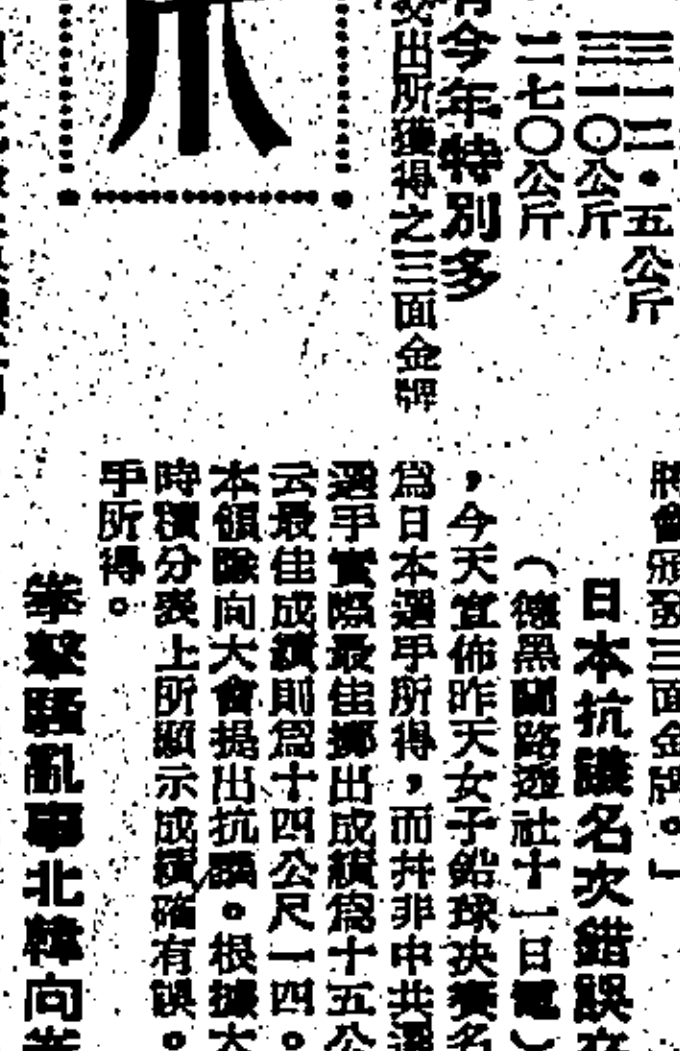 三一二・五公斤
三一〇公斤
二七〇公斤
今年特別多
出所獲得之三面金牌
將會頒發三面金牌。」
日本抗議名次錯誤
（德黑蘭路透社十一日電）
，今天宣佈昨天女子鉛球決賽名
爲日本選手所得，而幷非中共選
選手實際最佳擲出成績爲十五公
云最佳成績則爲十四公尺一四。
本領隊向大會提出抗議。根據大
時積分表上所顯示成績確有誤。
手所得。
拳擊騷亂事北韓向